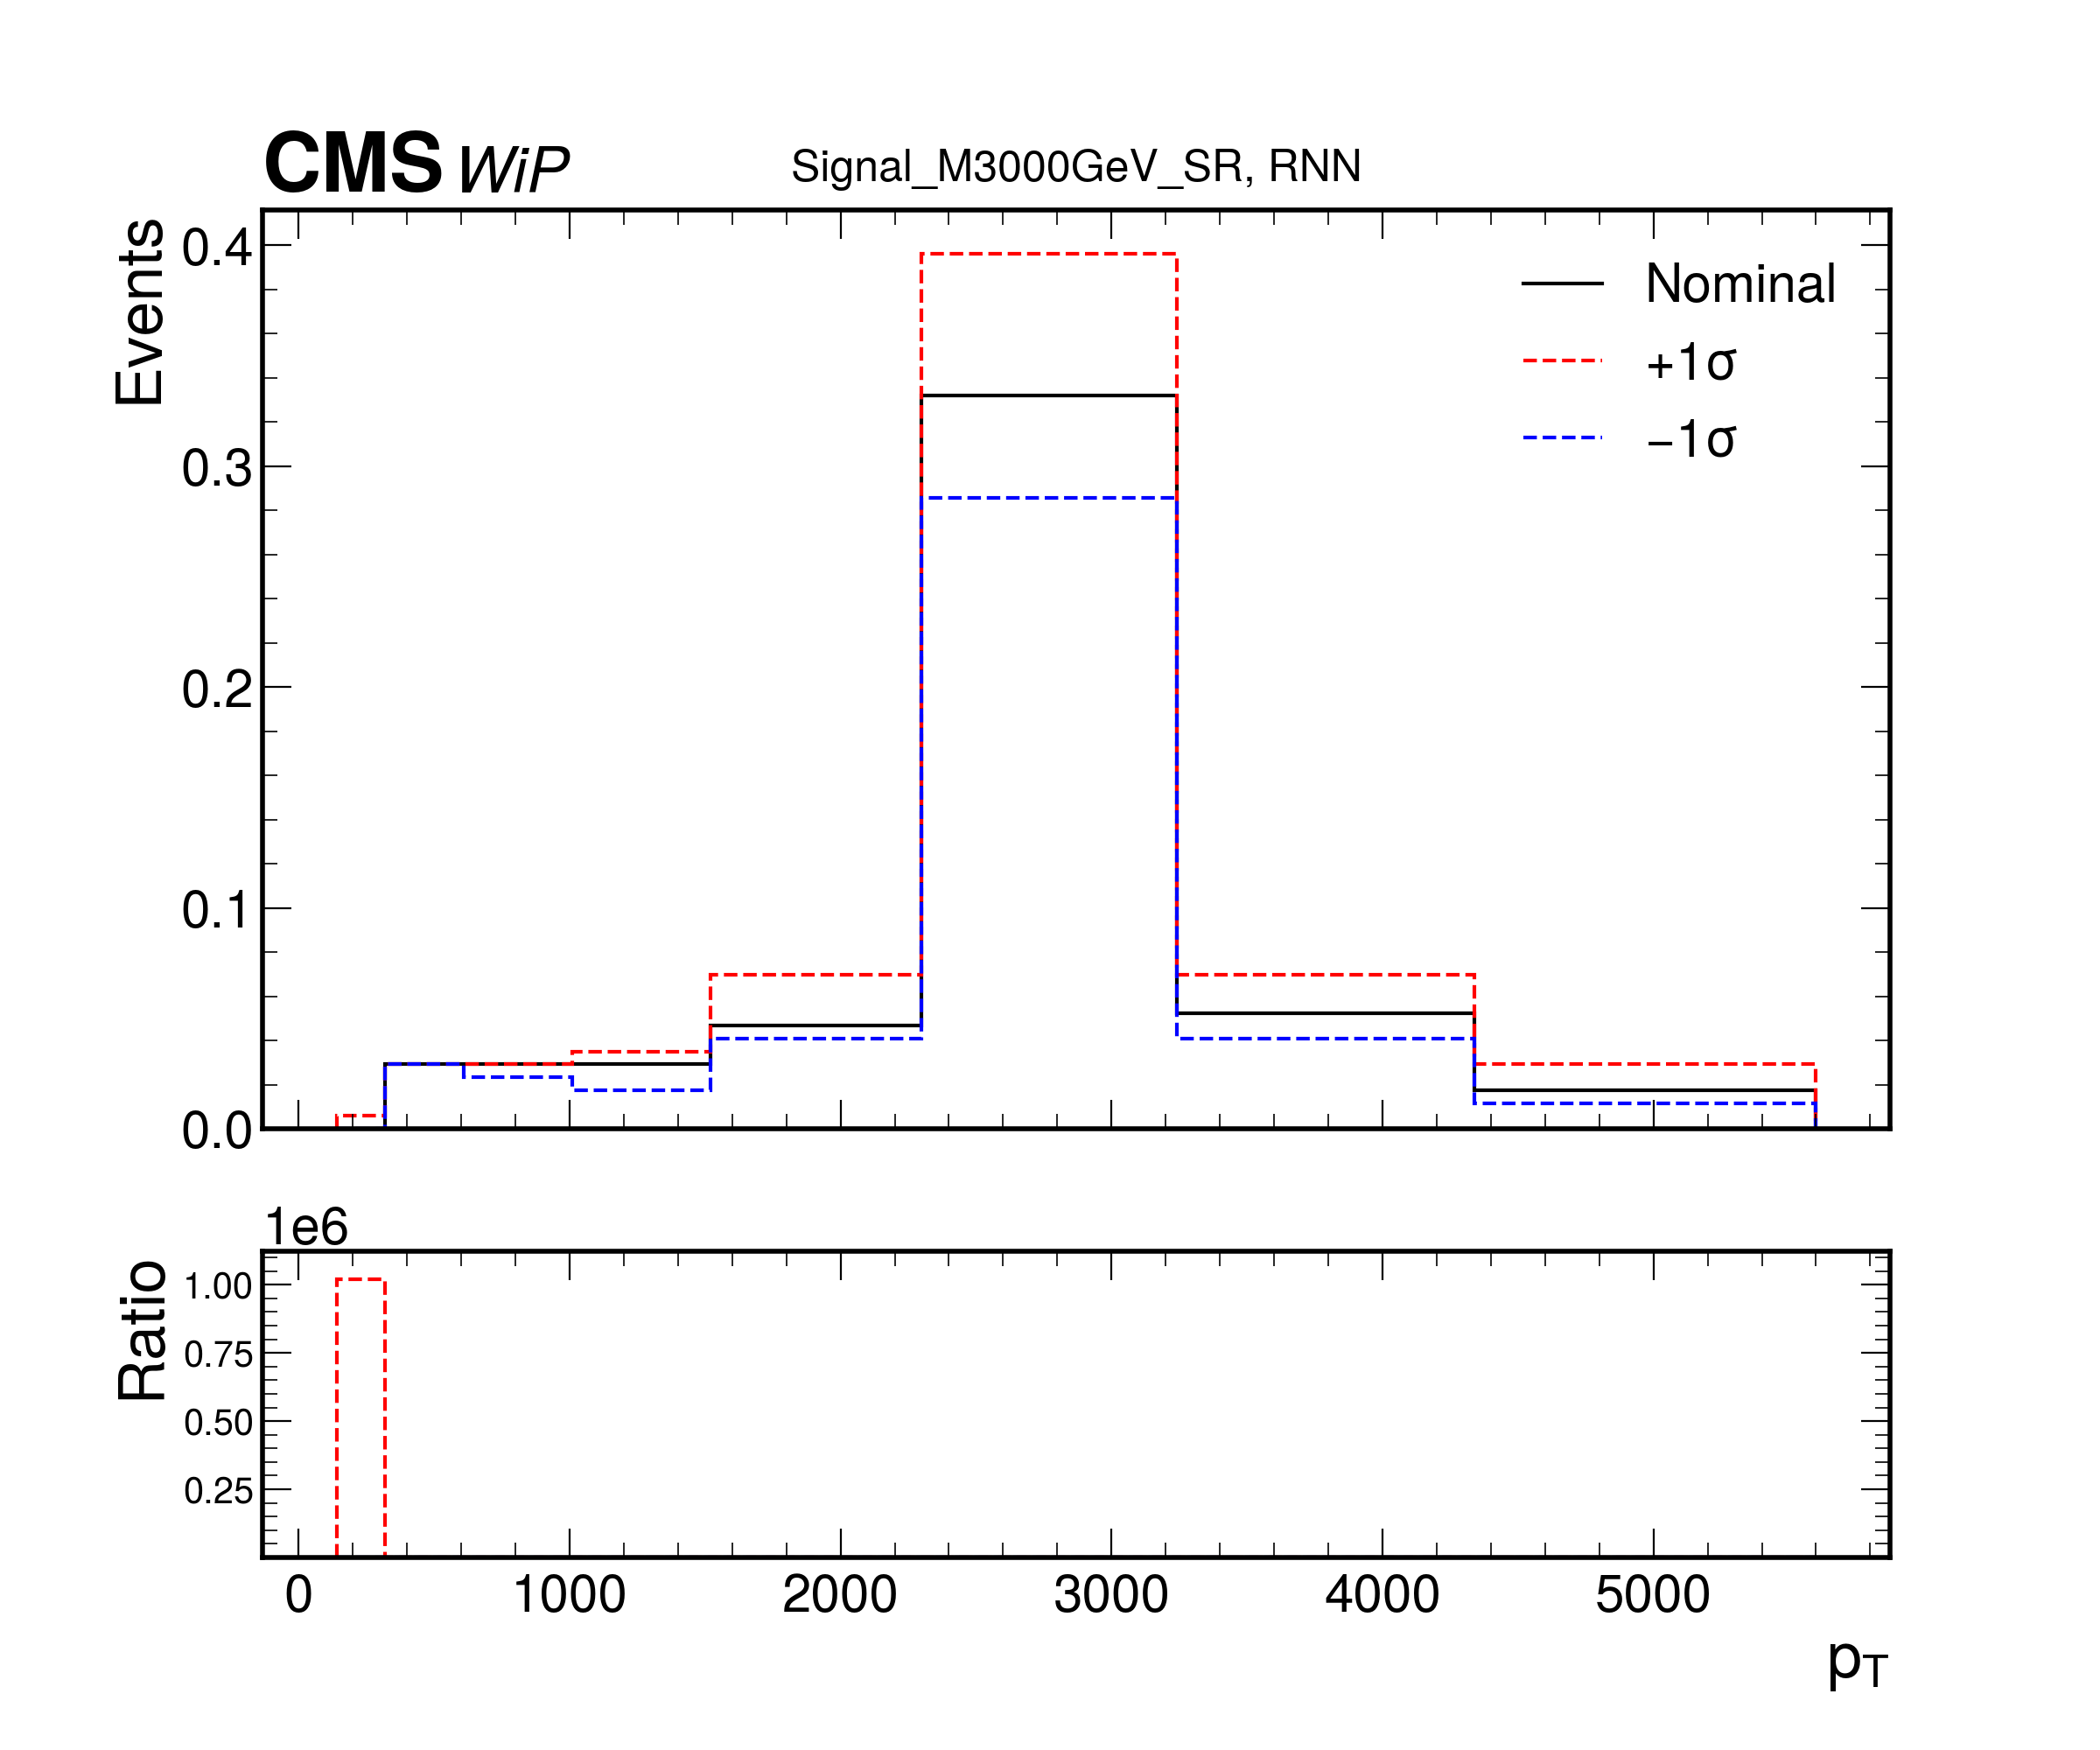 CMS WiP
Signal_M3000GeV_SR, RNN
Events
0.4
0.3
0.2
0.1
0.0
Nominal
+1σ
−1σ
1e6
Ratio
1.00
0.75
0.50
0.25
0 1000 2000 3000 4000 5000
pT